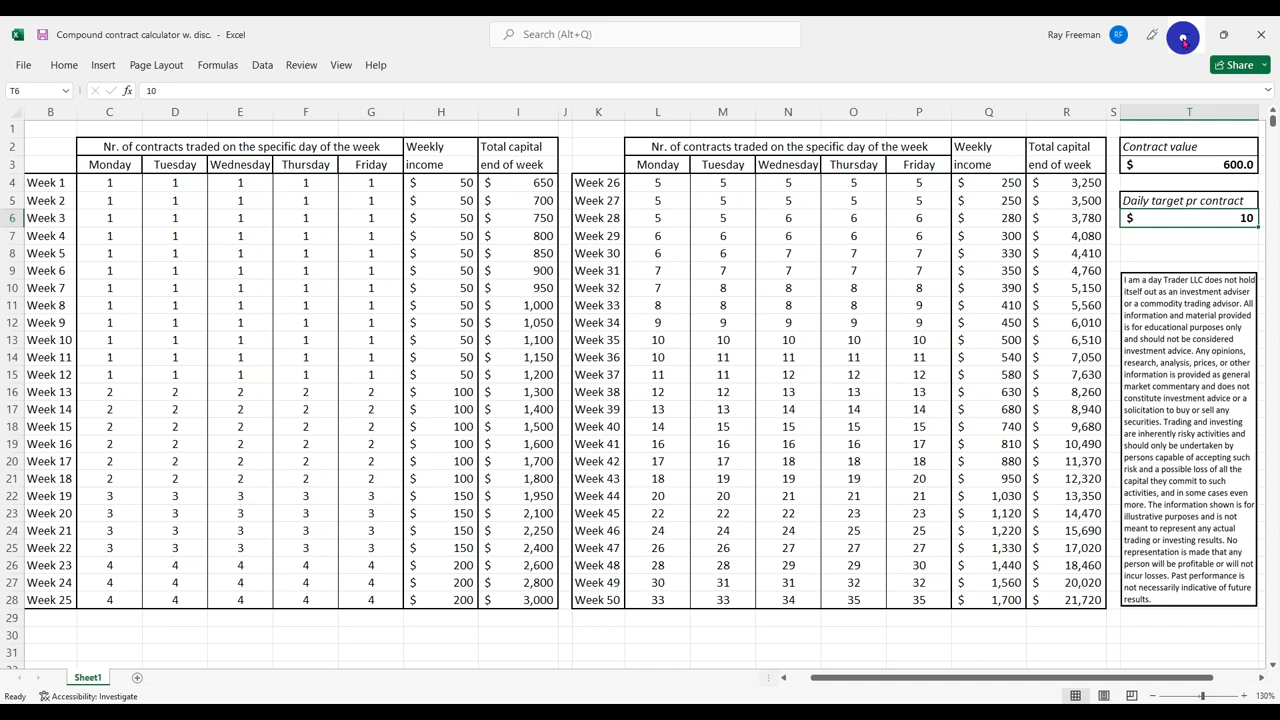 Compound contract calculator w. disc. - Excel
Search (Alt+Q)
Ray Freeman
RF
File Home Insert Page Layout Formulas Data Review View Help
Share
T6
fx 10
B C D E F G H I J K L M N O P Q R S T
1
2 Nr. of contracts traded on the specific day of the week Weekly Total capital Nr. of contracts traded on the specific day of the week Weekly Total capital Contract value
3 Monday Tuesday Wednesday Thursday Friday income end of week Monday Tuesday Wednesday Thursday Friday income end of week $ 600.0
4 Week 1 1 1 1 1 1 $ 50 $ 650 Week 26 5 5 5 5 5 $ 250 $ 3,250
5 Week 2 1 1 1 1 1 $ 50 $ 700 Week 27 5 5 5 5 5 $ 250 $ 3,500 Daily target pr contract
6 Week 3 1 1 1 1 1 $ 50 $ 750 Week 28 5 5 6 6 6 $ 280 $ 3,780 $ 10
7 Week 4 1 1 1 1 1 $ 50 $ 800 Week 29 6 6 6 6 6 $ 300 $ 4,080
8 Week 5 1 1 1 1 1 $ 50 $ 850 Week 30 6 6 7 7 7 $ 330 $ 4,410
9 Week 6 1 1 1 1 1 $ 50 $ 900 Week 31 7 7 7 7 7 $ 350 $ 4,760
10 Week 7 1 1 1 1 1 $ 50 $ 950 Week 32 7 8 8 8 8 $ 390 $ 5,150
11 Week 8 1 1 1 1 1 $ 50 $ 1,000 Week 33 8 8 8 8 9 $ 410 $ 5,560
12 Week 9 1 1 1 1 1 $ 50 $ 1,050 Week 34 9 9 9 9 9 $ 450 $ 6,010
13 Week 10 1 1 1 1 1 $ 50 $ 1,100 Week 35 10 10 10 10 10 $ 500 $ 6,510
14 Week 11 1 1 1 1 1 $ 50 $ 1,150 Week 36 10 11 11 11 11 $ 540 $ 7,050
15 Week 12 1 1 1 1 1 $ 50 $ 1,200 Week 37 11 11 12 12 12 $ 580 $ 7,630
16 Week 13 2 2 2 2 2 $ 100 $ 1,300 Week 38 12 12 13 13 13 $ 630 $ 8,260
17 Week 14 2 2 2 2 2 $ 100 $ 1,400 Week 39 13 13 14 14 14 $ 680 $ 8,940
18 Week 15 2 2 2 2 2 $ 100 $ 1,500 Week 40 14 15 15 15 15 $ 740 $ 9,680
19 Week 16 2 2 2 2 2 $ 100 $ 1,600 Week 41 16 16 16 16 17 $ 810 $ 10,490
20 Week 17 2 2 2 2 2 $ 100 $ 1,700 Week 42 17 17 18 18 18 $ 880 $ 11,370
21 Week 18 2 2 2 2 2 $ 100 $ 1,800 Week 43 18 19 19 19 20 $ 950 $ 12,320
22 Week 19 3 3 3 3 3 $ 150 $ 1,950 Week 44 20 20 21 21 21 $ 1,030 $ 13,350
23 Week 20 3 3 3 3 3 $ 150 $ 2,100 Week 45 22 22 22 23 23 $ 1,120 $ 14,470
24 Week 21 3 3 3 3 3 $ 150 $ 2,250 Week 46 24 24 24 25 25 $ 1,220 $ 15,690
25 Week 22 3 3 3 3 3 $ 150 $ 2,400 Week 47 26 26 27 27 27 $ 1,330 $ 17,020
26 Week 23 4 4 4 4 4 $ 200 $ 2,600 Week 48 28 28 29 29 30 $ 1,440 $ 18,460
27 Week 24 4 4 4 4 4 $ 200 $ 2,800 Week 49 30 31 31 32 32 $ 1,560 $ 20,020
28 Week 25 4 4 4 4 4 $ 200 $ 3,000 Week 50 33 33 34 35 35 $ 1,700 $ 21,720
29
30
31
I am a day Trader LLC does not hold
itself out as an investment adviser
or a commodity trading advisor. All
information and material provided
is for educational purposes only
and should not be considered
investment advice. Any opinions,
research, analysis, prices, or other
information is provided as general
market commentary and does not
constitute investment advice or a
solicitation to buy or sell any
securities. Trading and investing
are inherently risky activities and
should only be undertaken by
persons capable of accepting such
risk and a possible loss of all the
capital they commit to such
activities, and in some cases even
more. The information shown is for
illustrative purposes and is not
meant to represent any actual
trading or investing results. No
representation is made that any
person will be profitable or will not
incur losses. Past performance is
not necessarily indicative of future
results.
Sheet1
Ready Accessibility: Investigate
130%